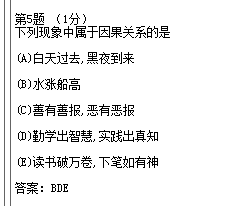 第5题 （1分）
下列现象中属于因果关系的是
(A)白天过去,黑夜到来
(B)水涨船高
(C)善有善报,恶有恶报
(D)勤学出智慧,实践出真知
(E)读书破万卷,下笔如有神
答案：BDE